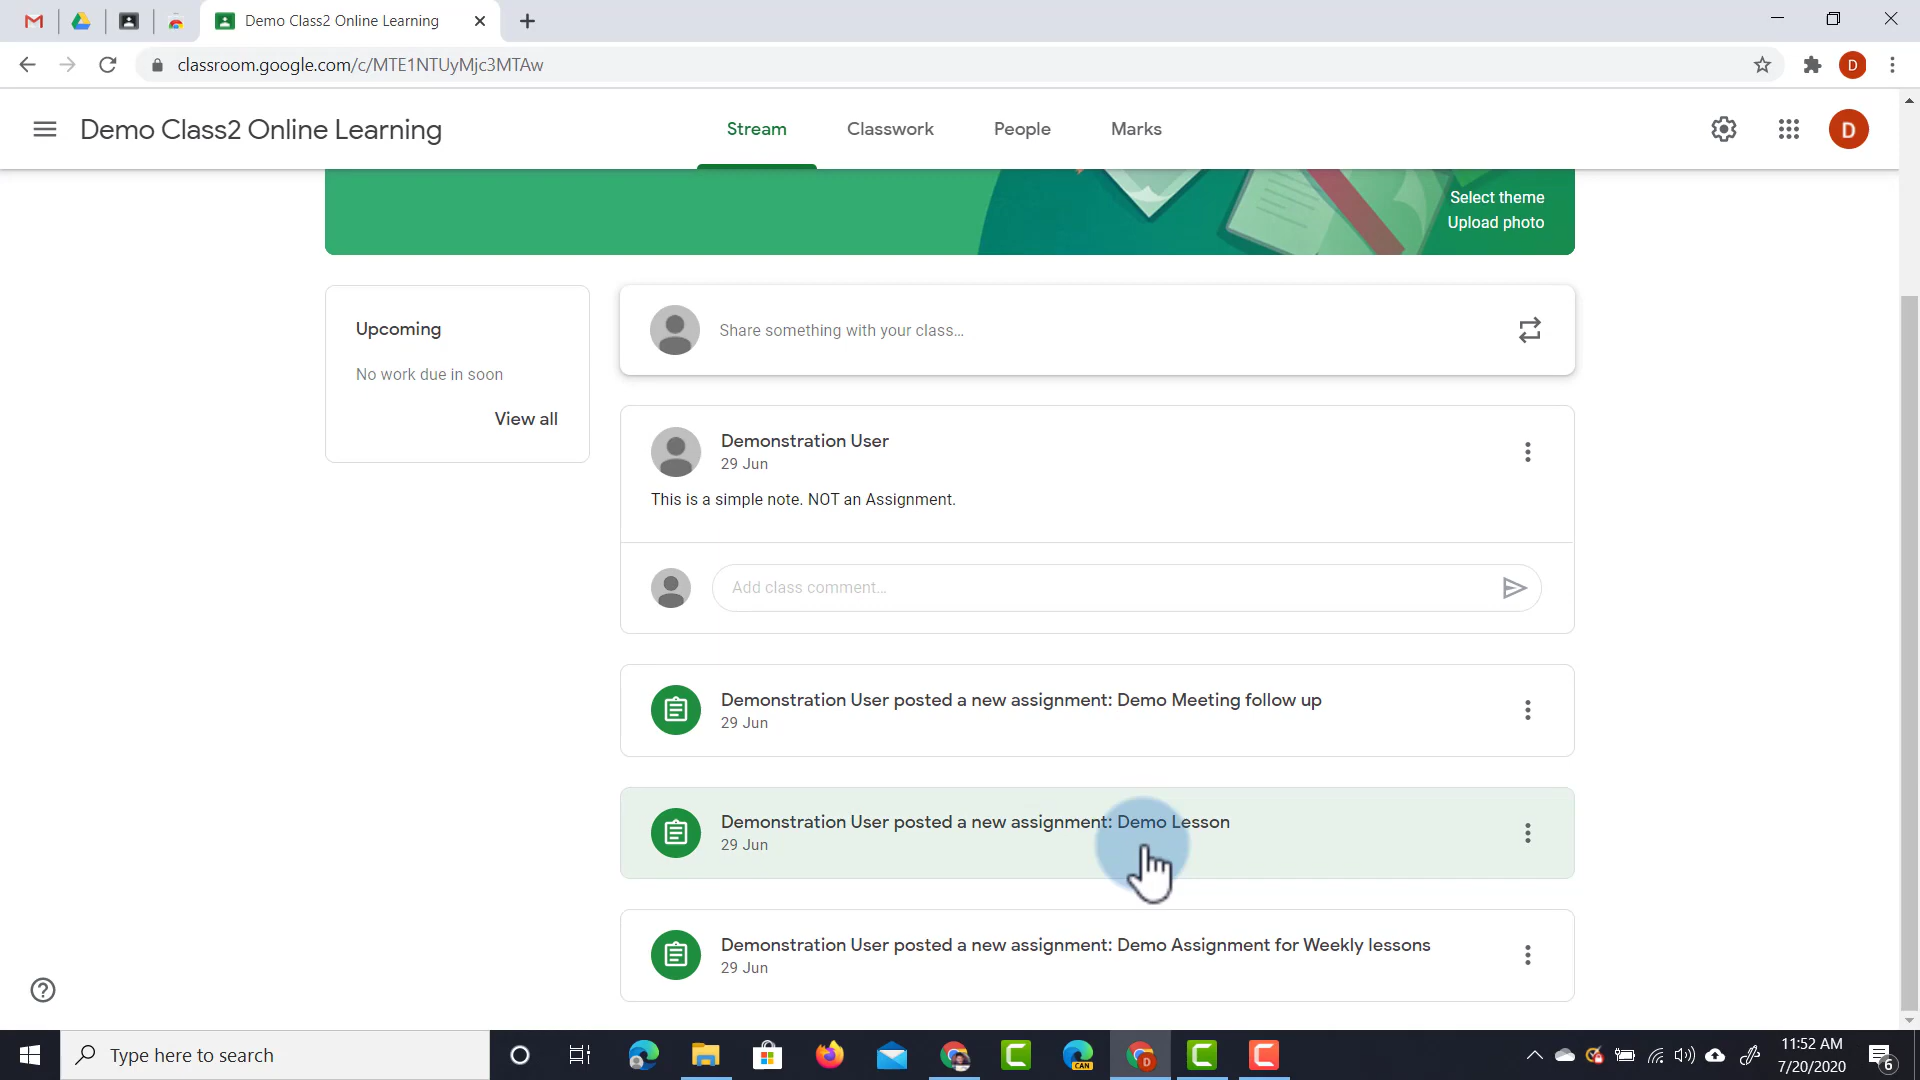 Demo Class2 Online Learning
classroom.google.com/c/MTE1NTUyMjc3MTAw
D
Demo Class2 Online Learning
Stream
Classwork
People
Marks
D
Select theme
Upload photo
Upcoming
No work due in soon
View all
Share something with your class...
Demonstration User
29 Jun
This is a simple note. NOT an Assignment.
Add class comment...
Demonstration User posted a new assignment: Demo Meeting follow up
29 Jun
Demonstration User posted a new assignment: Demo Lesson
29 Jun
Demonstration User posted a new assignment: Demo Assignment for Weekly lessons
29 Jun
Type here to search
CAN
D
11:52 AM
7/20/2020
6